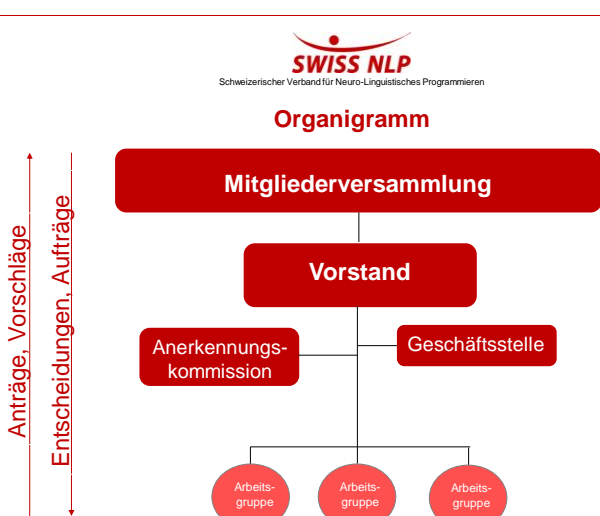 SWISS NLP
Schweizerischer Verband für Neuro-Linguistisches Programmieren
Organigramm
Mitgliederversammlung
Vorstand
Anerkennungs-
kommission
Geschäftsstelle
Anträge, Vorschläge
Entscheidungen, Aufträge
Arbeits-
gruppe
Arbeits-
gruppe
Arbeits-
gruppe